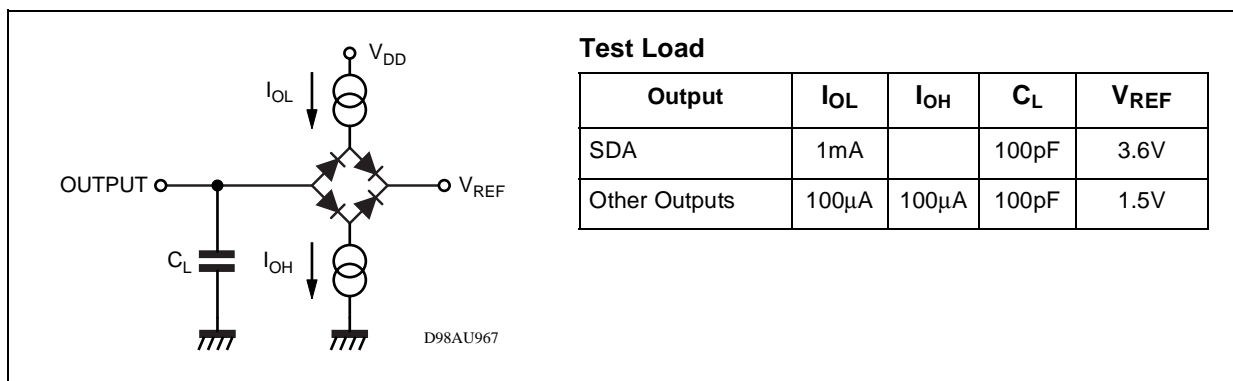 V_DD
I_OL
OUTPUT
V_REF
C_L
I_OH
D98AU967
Test Load
Output I_OL I_OH C_L V_REF
SDA 1mA 100pF 3.6V
Other Outputs 100μA 100μA 100pF 1.5V